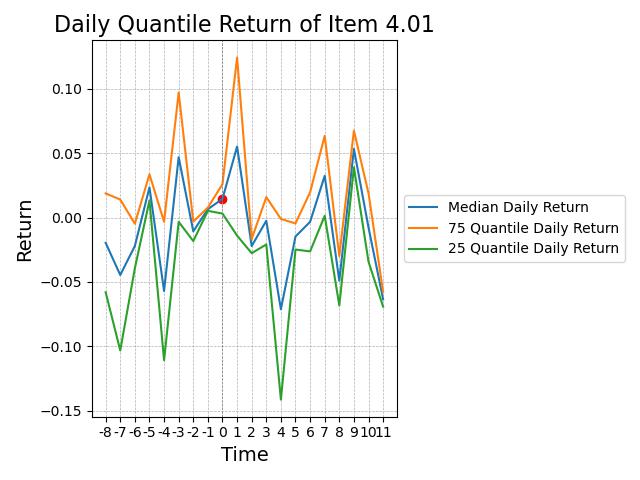 Daily Quantile Return of Item 4.01
Return
0.10
0.05
0.00
−0.05
−0.10
−0.15
-8 -7 -6 -5 -4 -3 -2 -1 0 1 2 3 4 5 6 7 8 9 10 11
Time
Median Daily Return
75 Quantile Daily Return
25 Quantile Daily Return